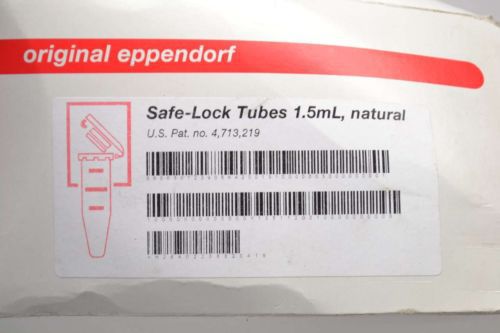 original eppendorf
Safe-Lock Tubes 1.5mL, natural
U.S. Pat. no. 4,713,219